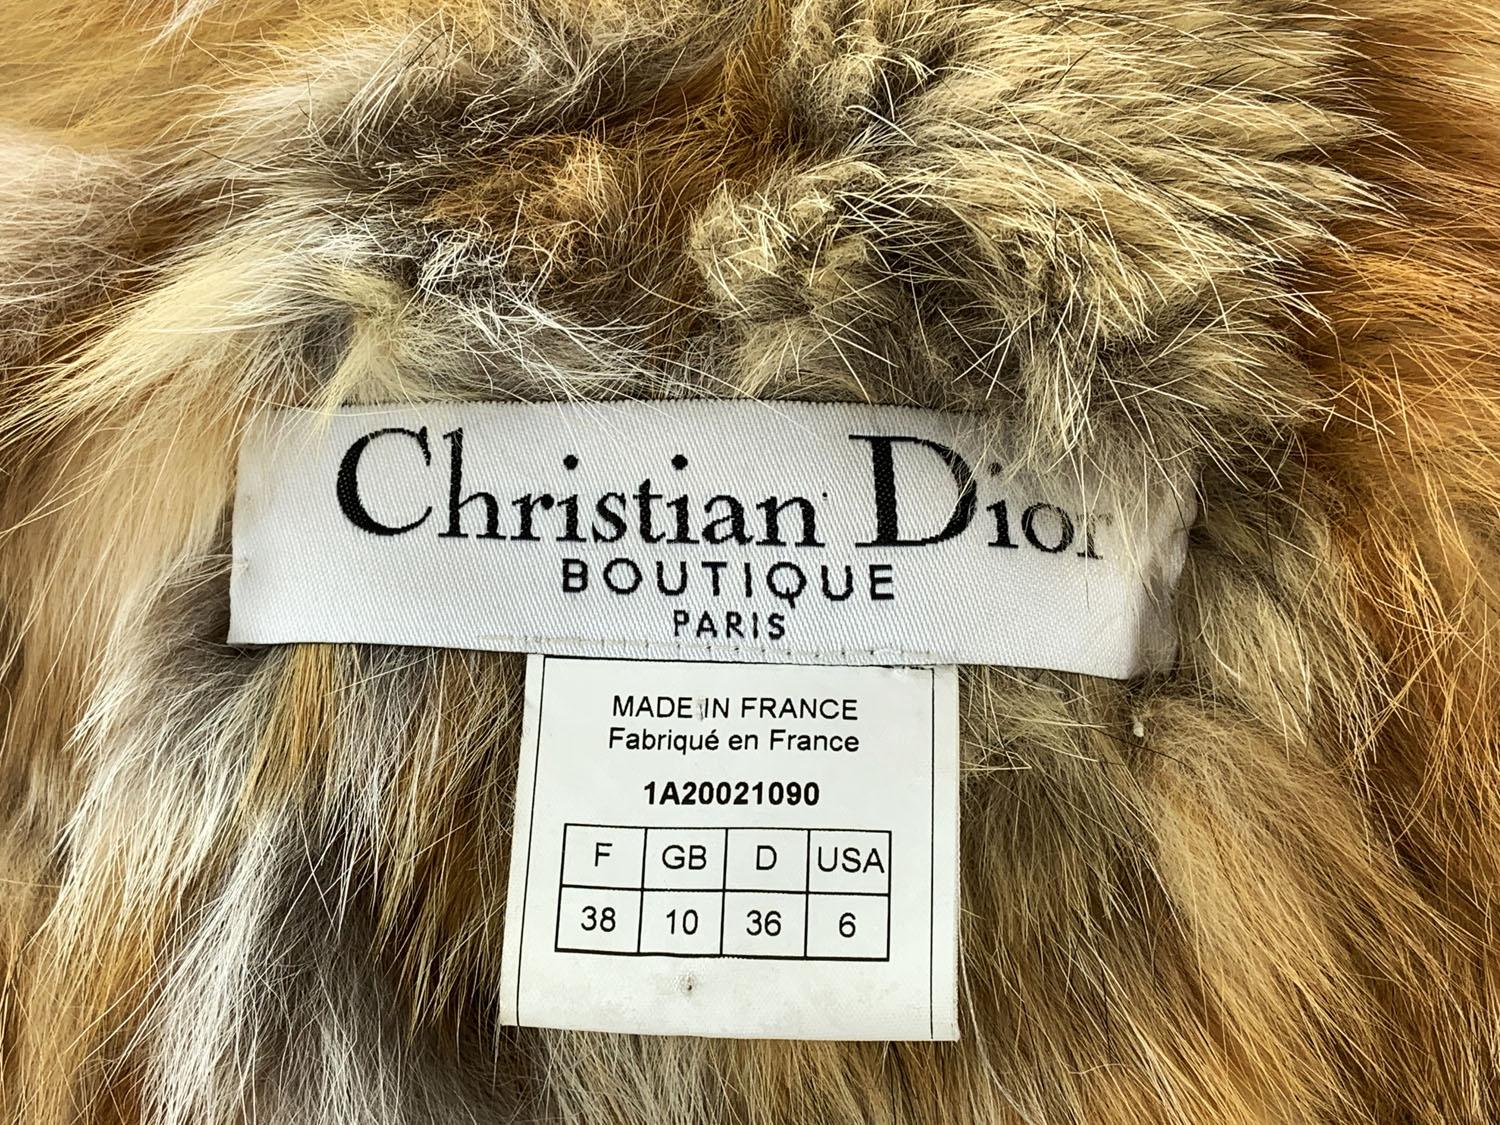 Christian Dior
BOUTIQUE
PARIS
MADE IN FRANCE
Fabriqué en France
1A20021090
F GB D USA
38 10 36 6